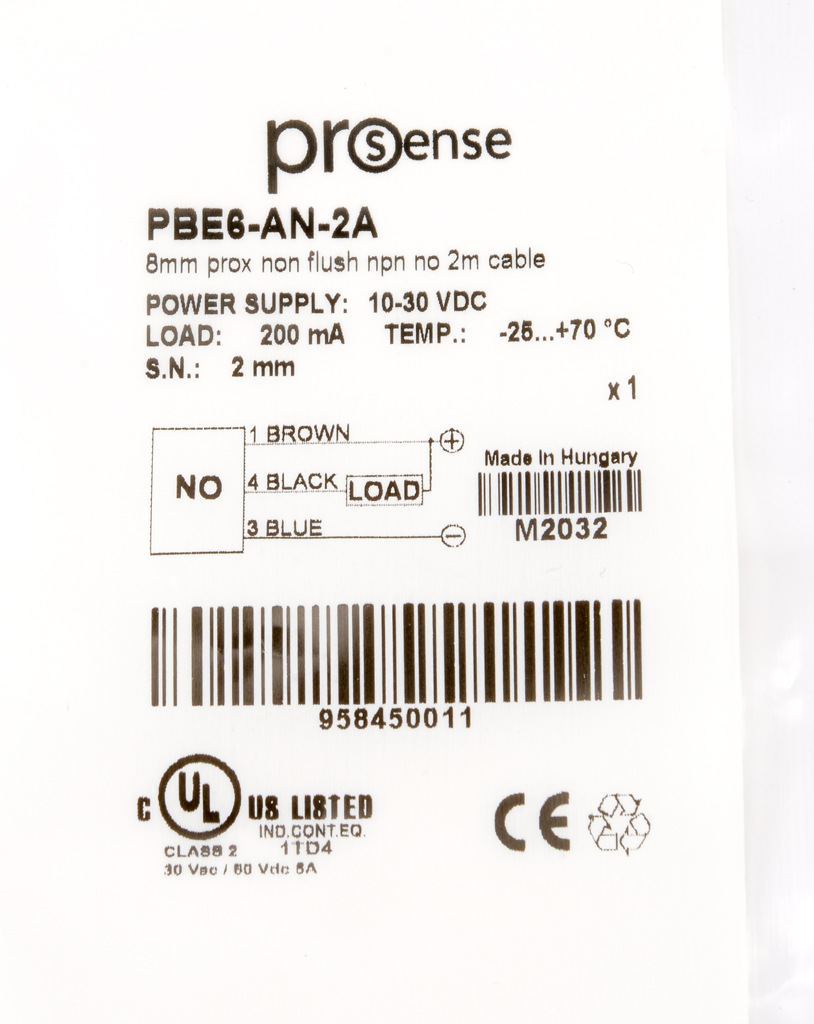 prosense
PBE6-AN-2A
8mm prox non flush npn no 2m cable
POWER SUPPLY: 10-30 VDC
LOAD: 200 mA TEMP.: -25...+70 °C
S.N.: 2 mm
x 1
1 BROWN +
NO 4 BLACK LOAD
3 BLUE −
Made In Hungary
M2032
958450011
C UL US LISTED
IND.CONT.EQ.
CLASS 2 1TD4
30 Vac / 60 Vdc 5A
CE